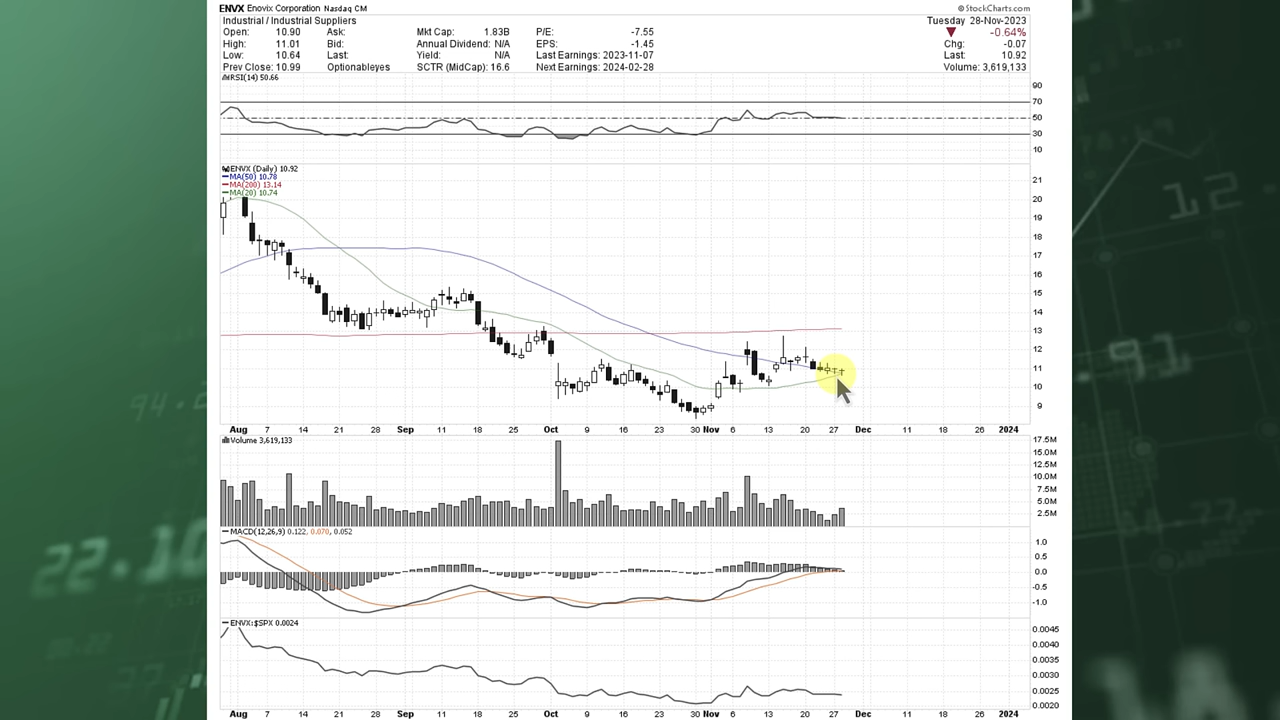 ENVX Enovix Corporation Nasdaq CM © StockCharts.com
Industrial / Industrial Suppliers Tuesday 28-Nov-2023
Open: 10.90 Ask: Mkt Cap: 1.83B P/E: -7.55 ▼ -0.64%
High: 11.01 Bid: Annual Dividend: N/A EPS: -1.45 Chg: -0.07
Low: 10.64 Last: Yield: N/A Last Earnings: 2023-11-07 Last: 10.92
Prev Close: 10.99 Optionable:yes SCTR (MidCap): 16.6 Next Earnings: 2024-02-28 Volume: 3,619,133
RSI(14) 50.66
90
70
50
30
10
ENVX (Daily) 10.92
MA(50) 10.78
MA(200) 13.14
MA(20) 10.74
21
20
19
18
17
16
15
14
13
12
11
10
9
Aug 7 14 21 28 Sep 11 18 25 Oct 9 16 23 30 Nov 6 13 20 27 Dec 11 18 26 2024
Volume 3,619,133
17.5M
15.0M
12.5M
10.0M
7.5M
5.0M
2.5M
MACD(12,26,9) 0.122, 0.070, 0.052
1.0
0.5
0.0
-0.5
-1.0
ENVX:$SPX 0.0024
0.0045
0.0040
0.0035
0.0030
0.0025
0.0020
Aug 7 14 21 28 Sep 11 18 25 Oct 9 16 23 30 Nov 6 13 20 27 Dec 11 18 26 2024
22.10
12
.91